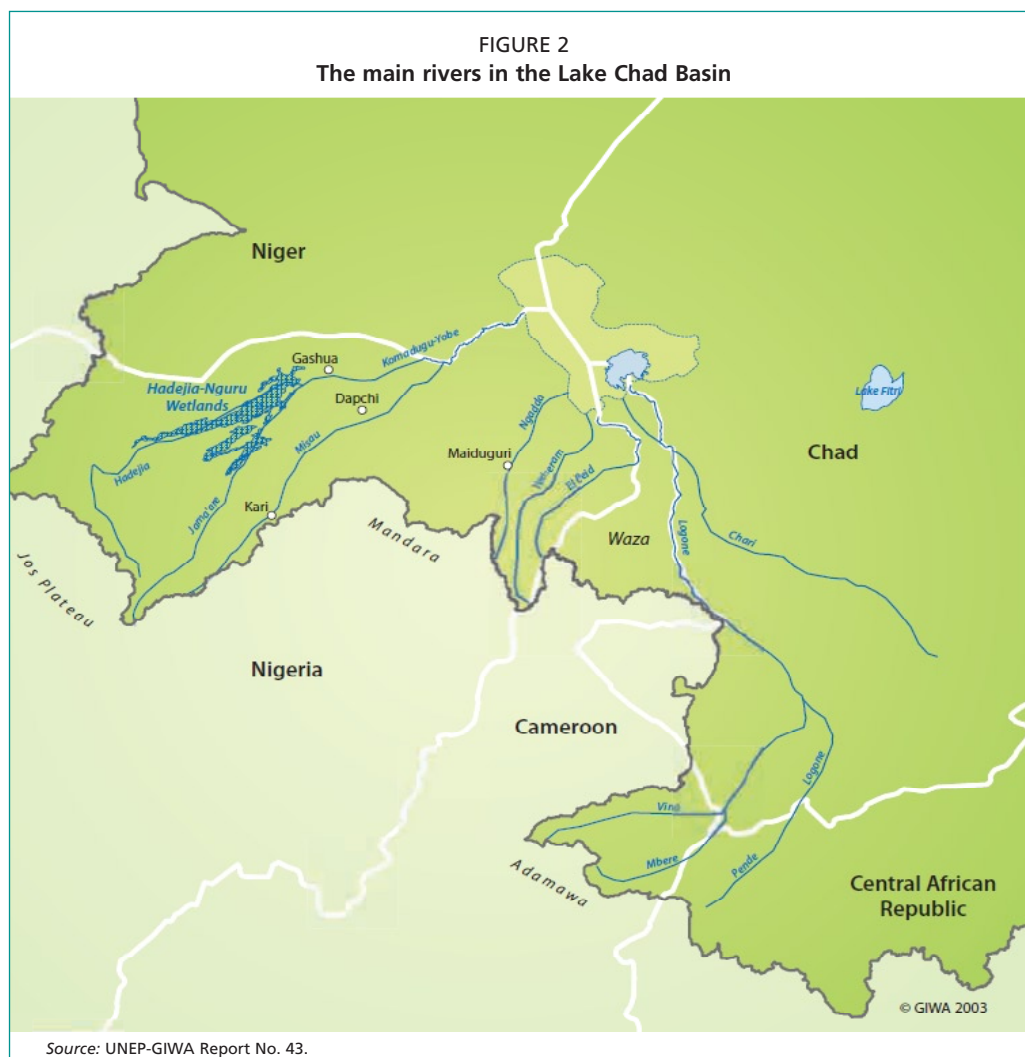 FIGURE 2
The main rivers in the Lake Chad Basin
Niger
Komadugu-Yobe
Gashua
Hadejia-Nguru
Wetlands
Dapchi
Lake Fitri
Ngadda
Misau
Maiduguri
Chad
Hadejia
El Beid
Jama'are
Kari
Logone
Chari
Waza
Mandara
Jos Plateau
Nigeria
Cameroon
Logone
Vina
Mbere
Pende
Adamawa
Central African
Republic
© GIWA 2003
Source: UNEP-GIWA Report No. 43.